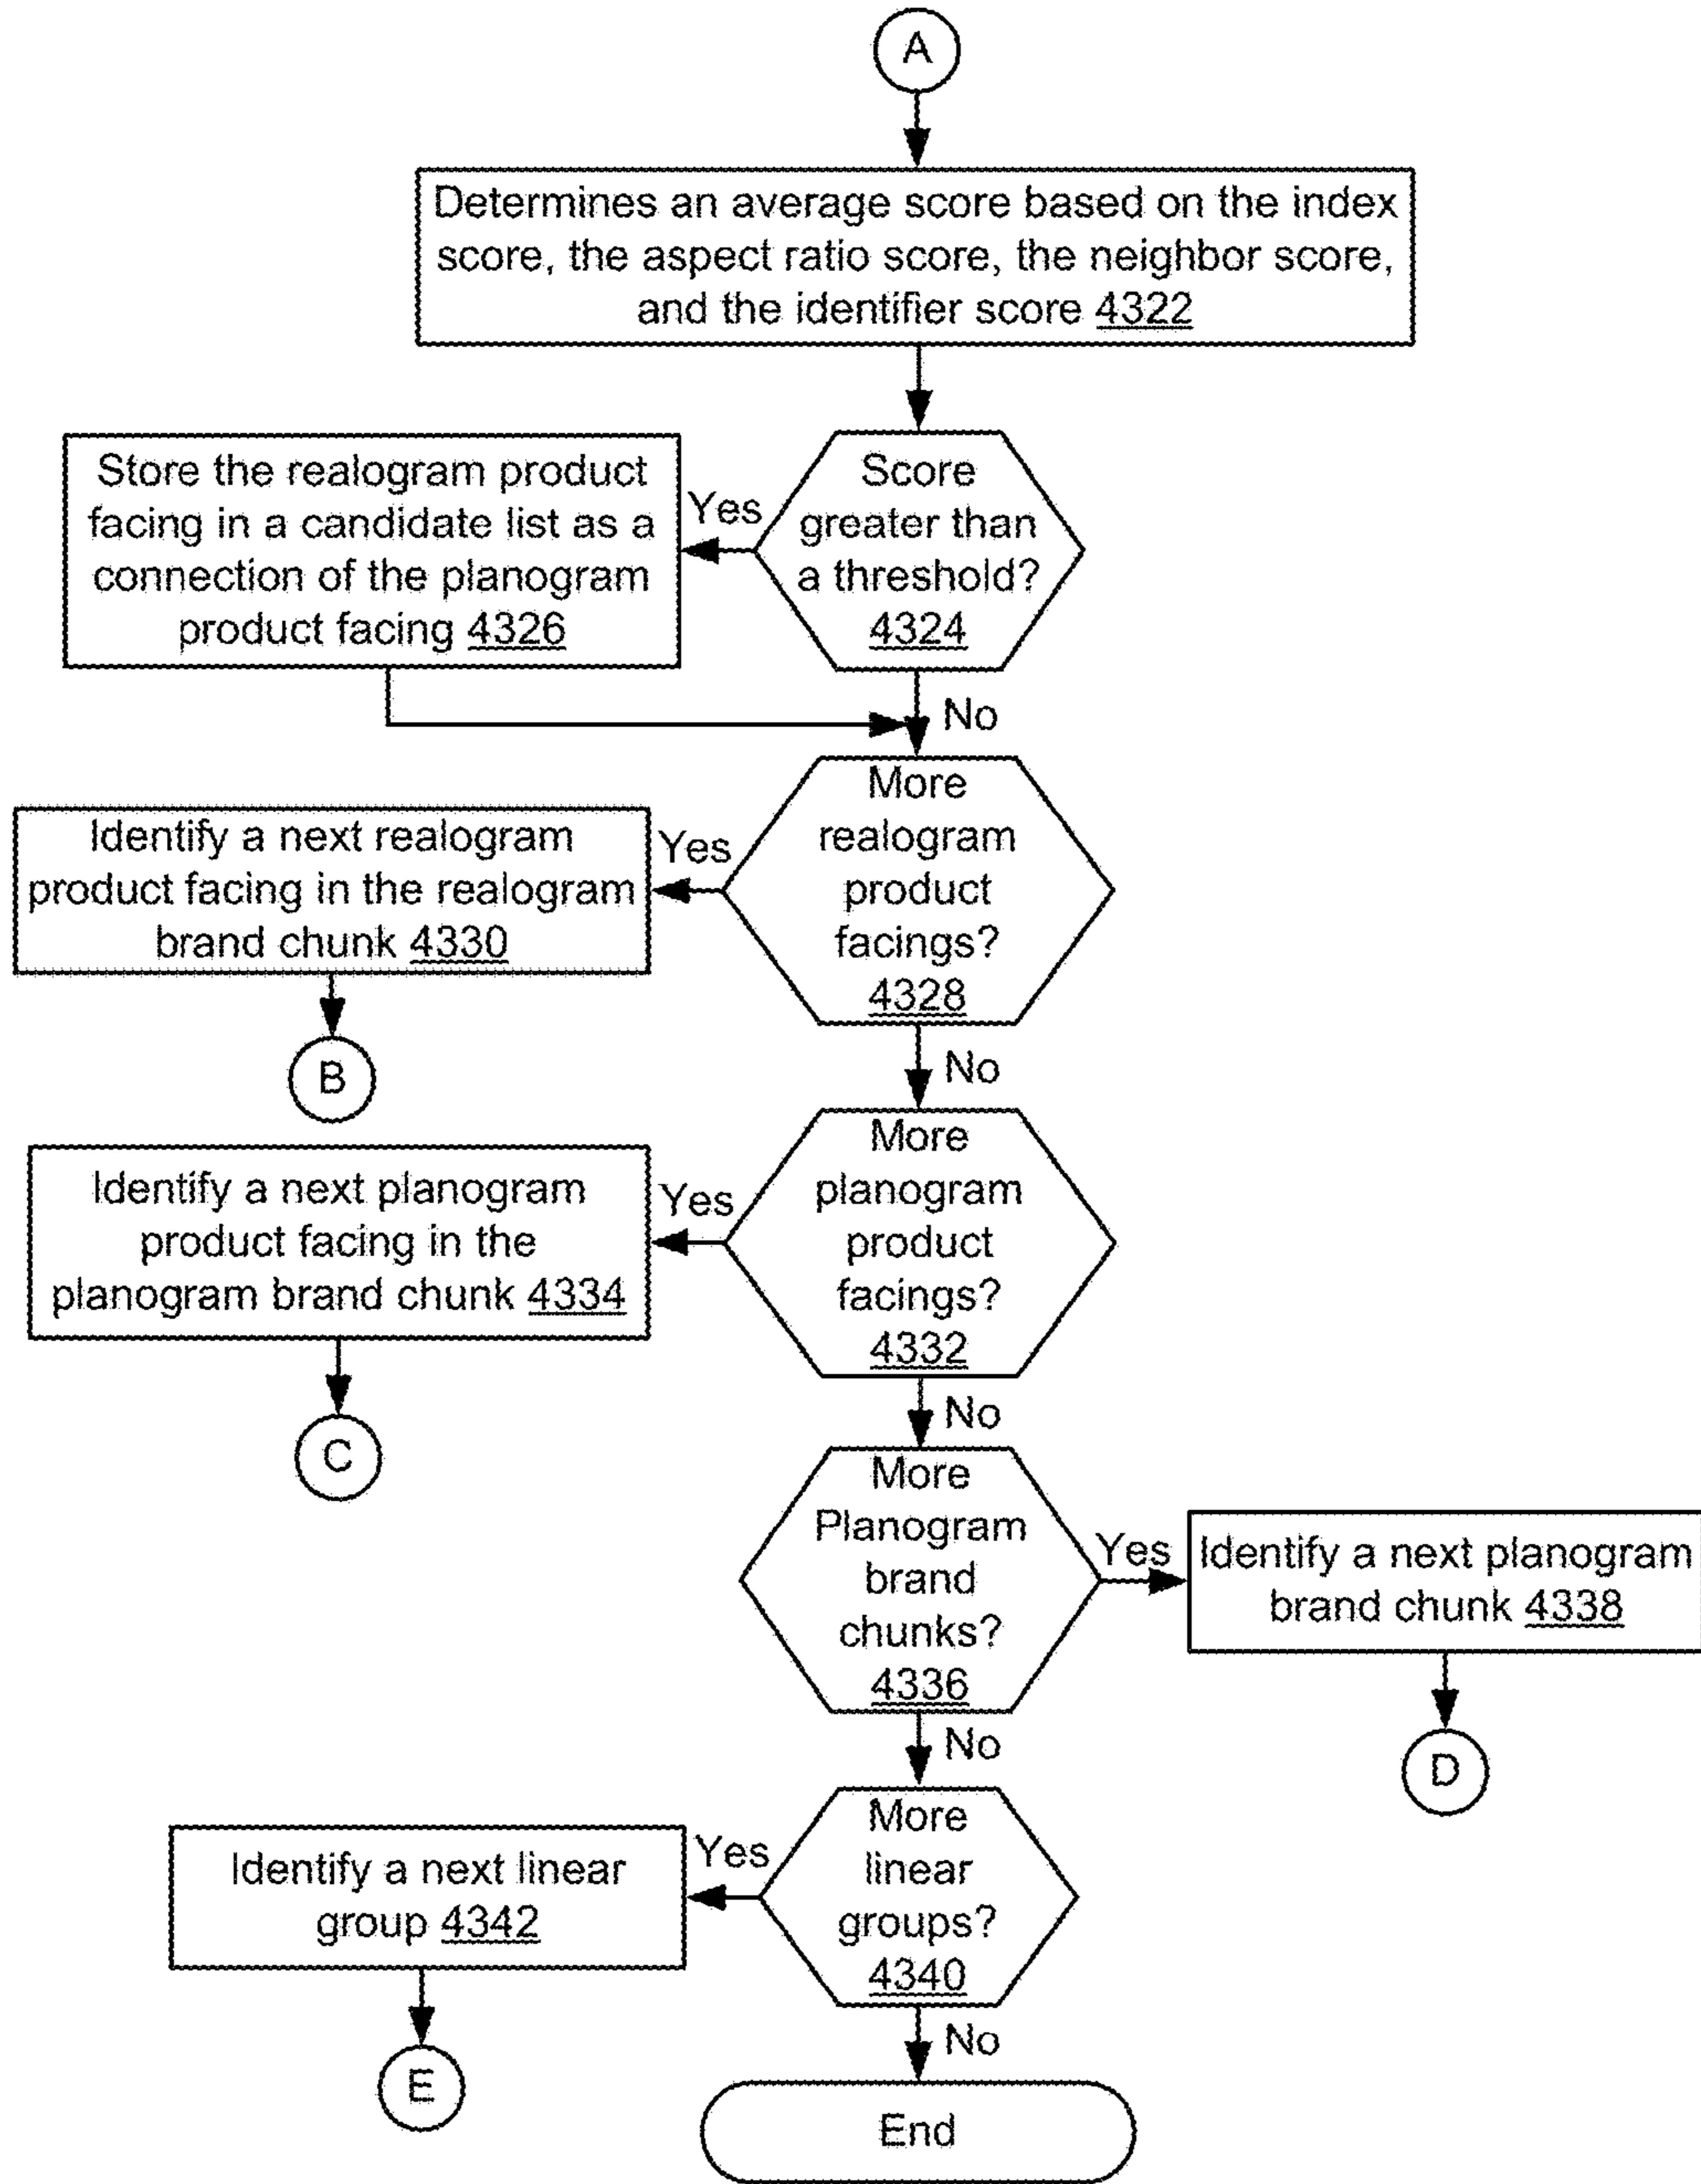 A
Determines an average score based on the index
score, the aspect ratio score, the neighbor score,
and the identifier score 4322
Store the realogram product
facing in a candidate list as a
connection of the planogram
product facing 4326
Yes
Score
greater than
a threshold?
4324
No
More
realogram
product
facings?
4328
Yes
Identify a next realogram
product facing in the realogram
brand chunk 4330
B
No
More
planogram
product
facings?
4332
Yes
Identify a next planogram
product facing in the
planogram brand chunk 4334
C
No
More
Planogram
brand
chunks?
4336
Yes
Identify a next planogram
brand chunk 4338
D
No
More
linear
groups?
4340
Yes
Identify a next linear
group 4342
E
No
End